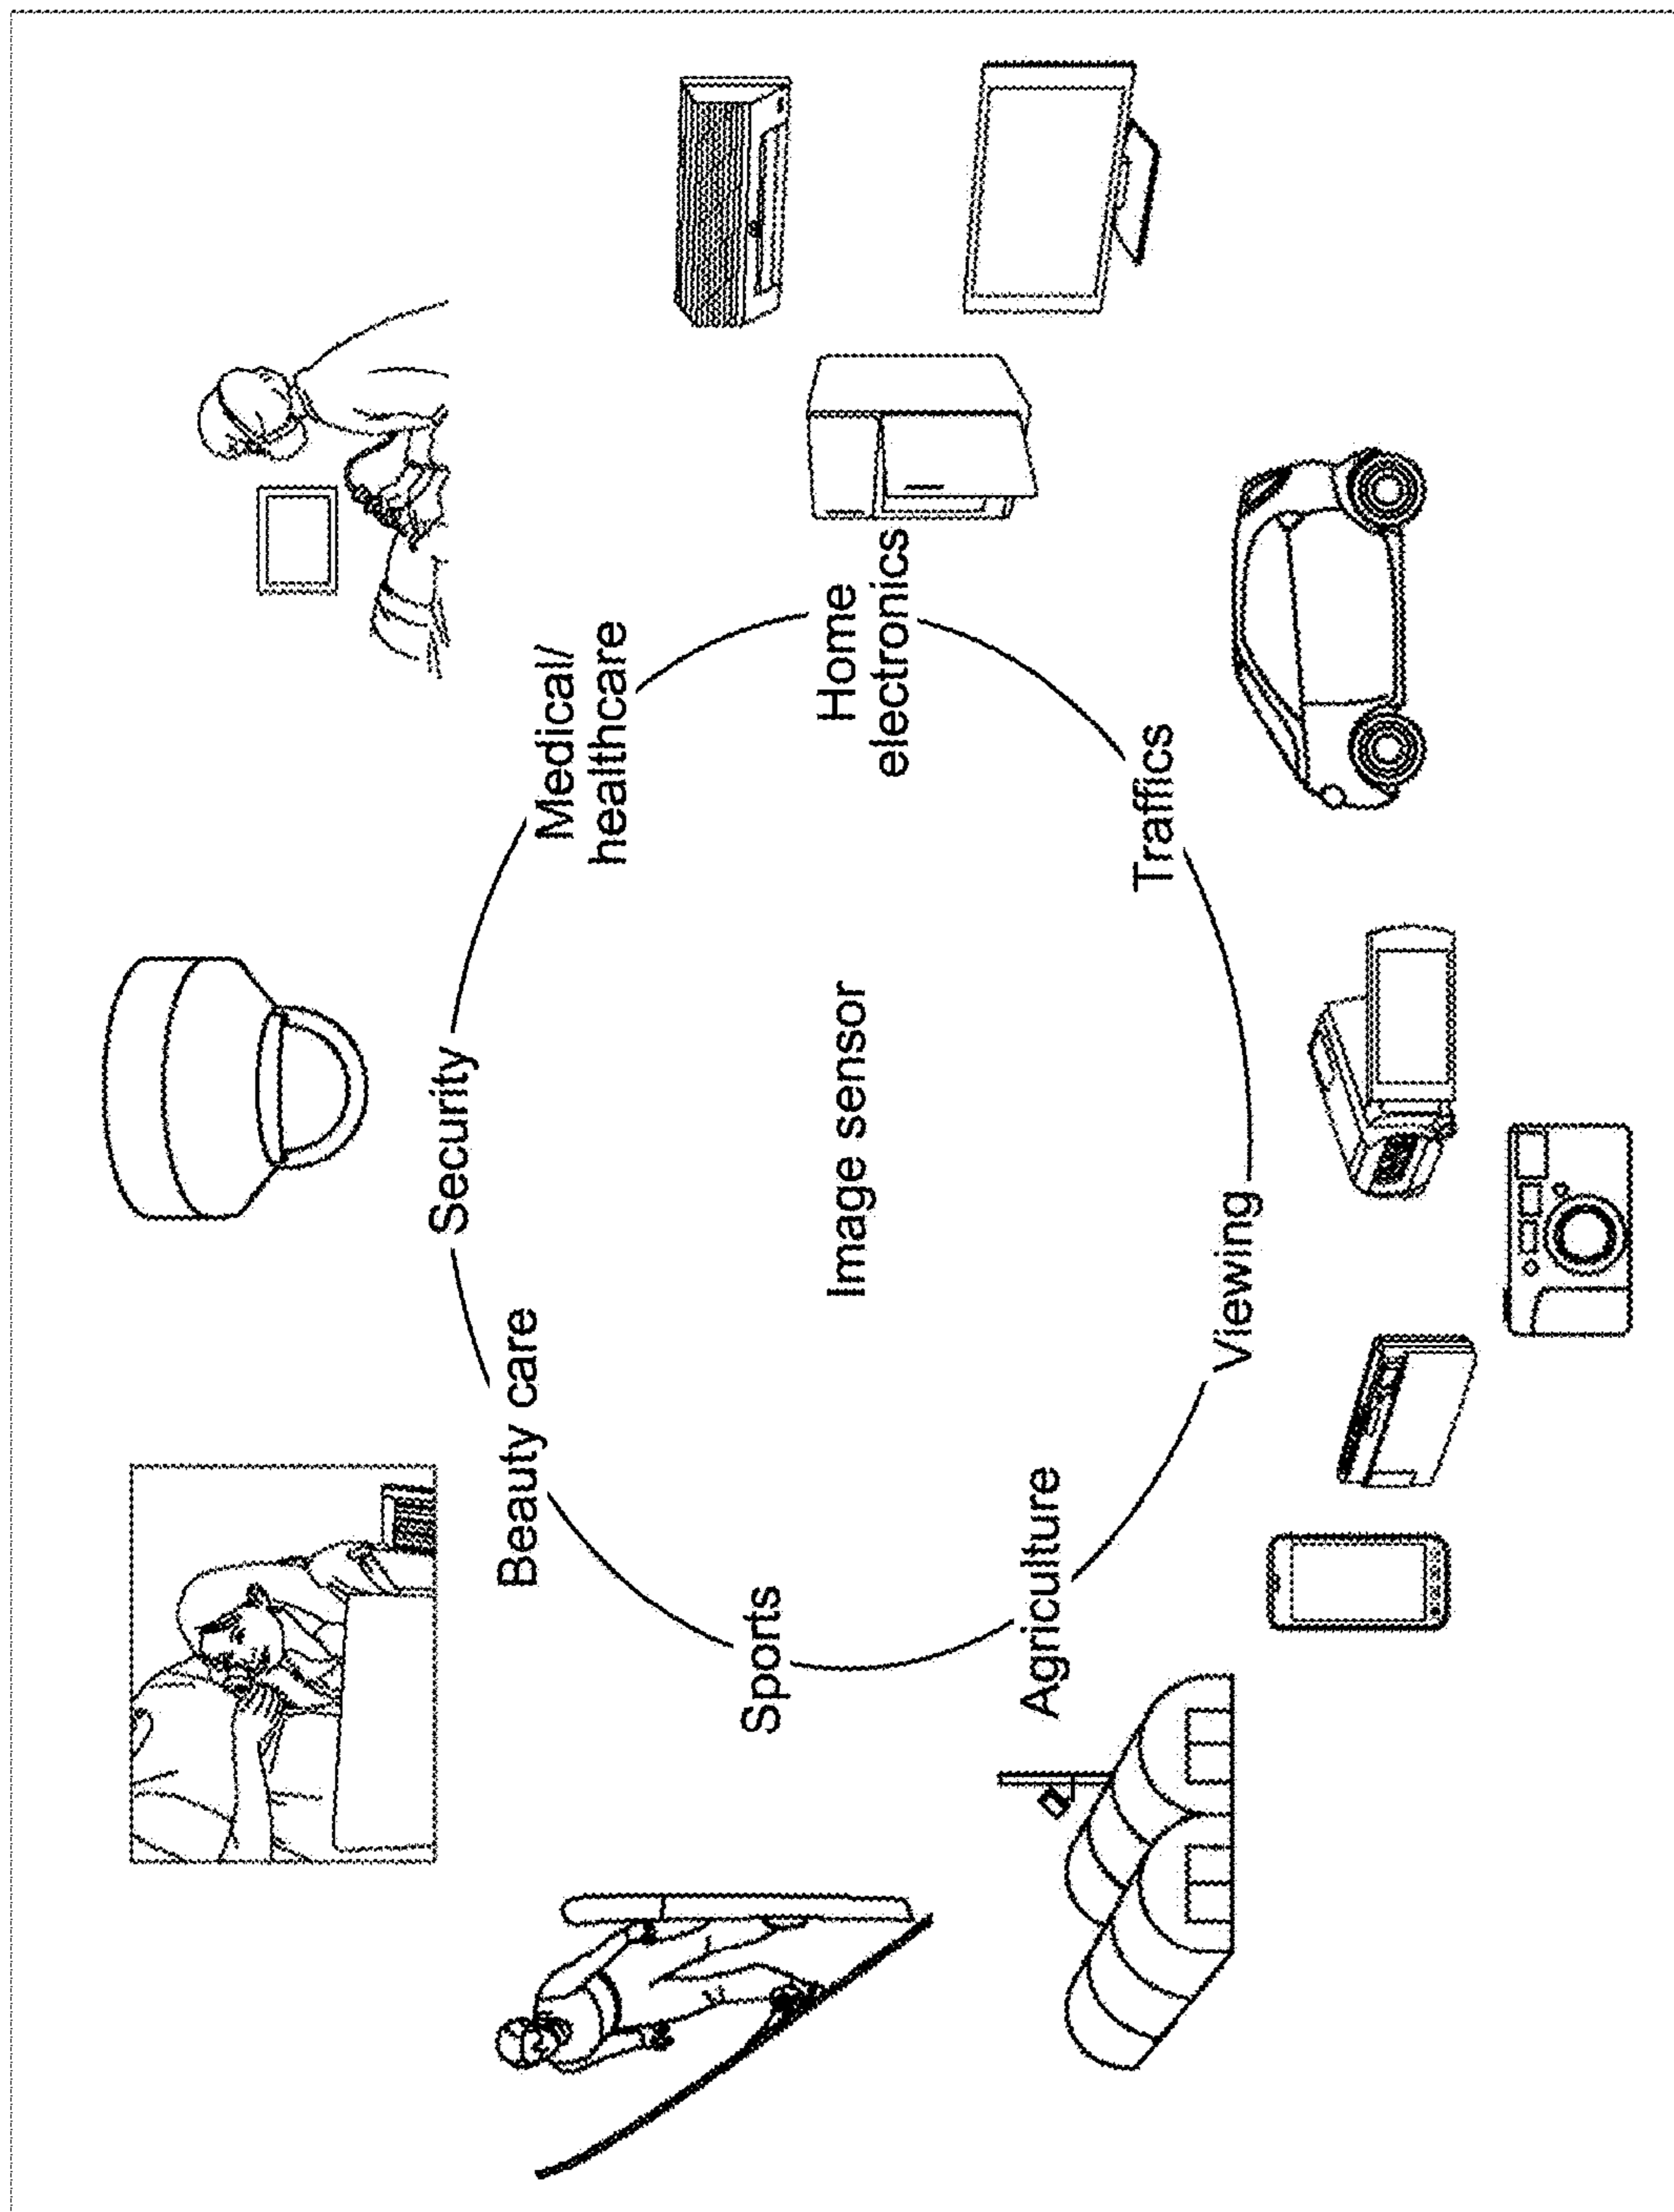 Security
Beauty care
Medical/
healthcare
Sports
Image sensor
Home
electronics
Agriculture
Traffics
Viewing